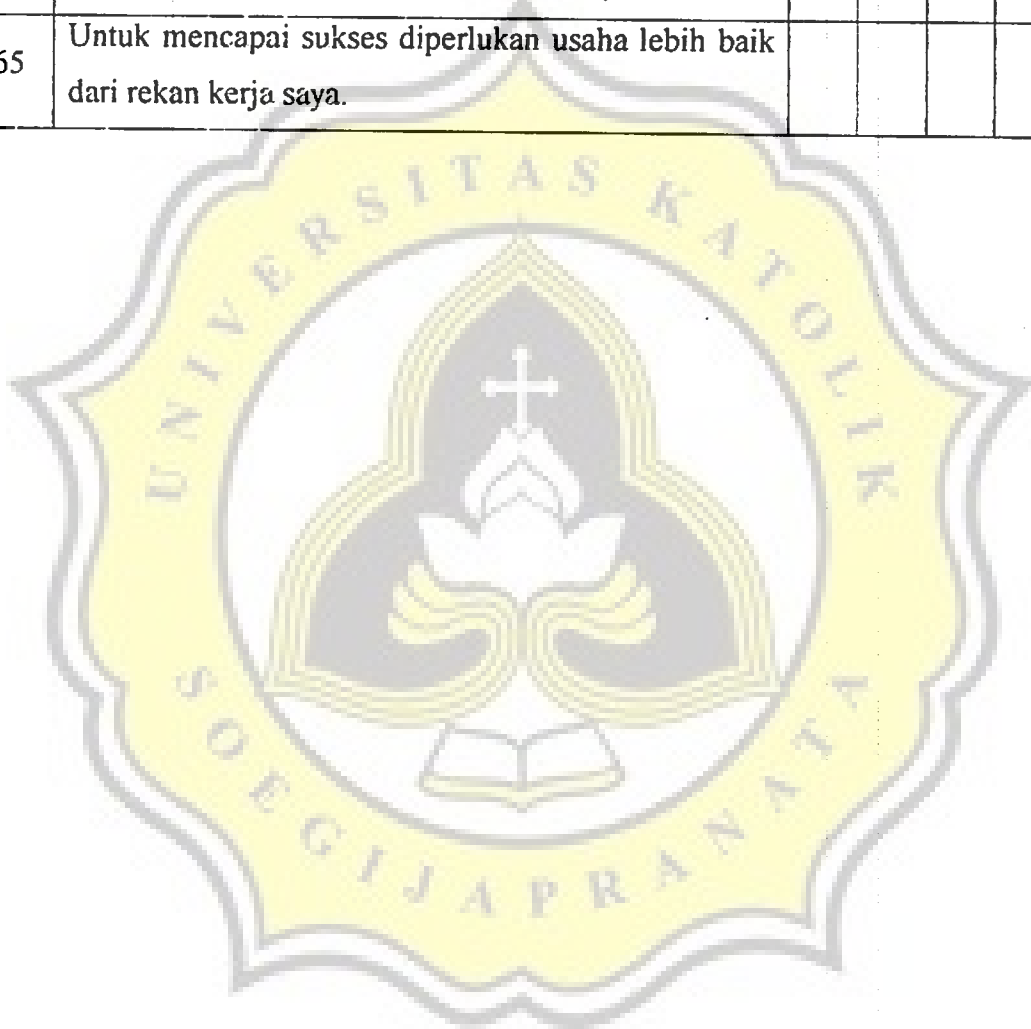 65
Untuk mencapai sukses diperlukan usaha lebih baik
dari rekan kerja saya.
UNIVERSITAS KATOLIK
SOEGIJAPRANATA